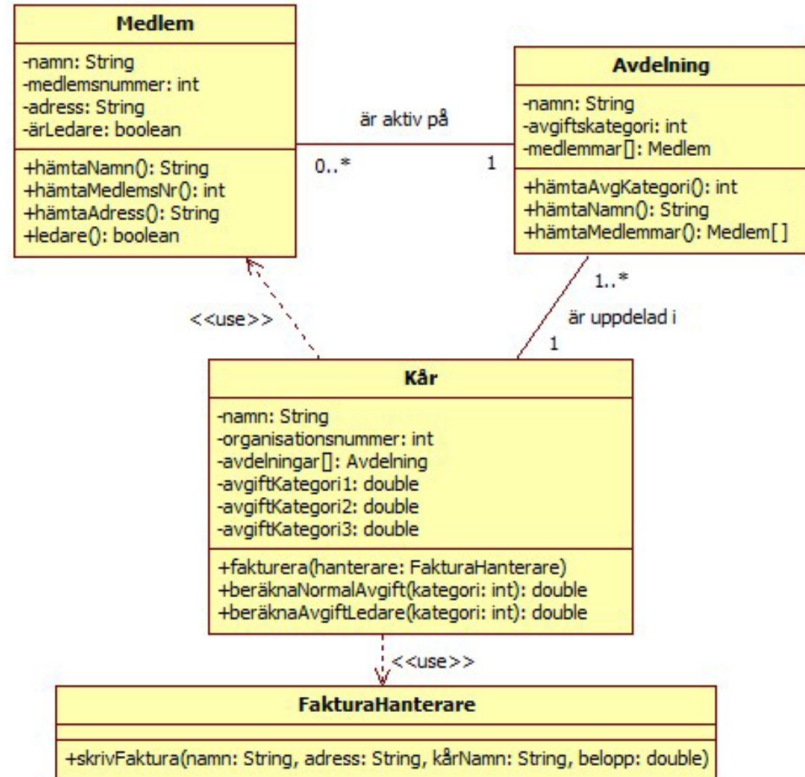 Medlem
-namn: String
-medlemsnummer: int
-adress: String
-ärLedare: boolean
+hämtaNamn(): String
+hämtaMedlemsNr(): int
+hämtaAdress(): String
+ledare(): boolean
är aktiv på
0..*
1
Avdelning
-namn: String
-avgiftskategori: int
-medlemmar[]: Medlem
+hämtaAvgKategori(): int
+hämtaNamn(): String
+hämtaMedlemmar(): Medlem[]
1..*
<<use>>
är uppdelad i
1
Kår
-namn: String
-organisationsnummer: int
-avdelningar[]: Avdelning
-avgiftKategori1: double
-avgiftKategori2: double
-avgiftKategori3: double
+fakturera(hanterare: FakturaHanterare)
+beräknaNormalAvgift(kategori: int): double
+beräknaAvgiftLedare(kategori: int): double
<<use>>
FakturaHanterare
+skrivFaktura(namn: String, adress: String, kårNamn: String, belopp: double)